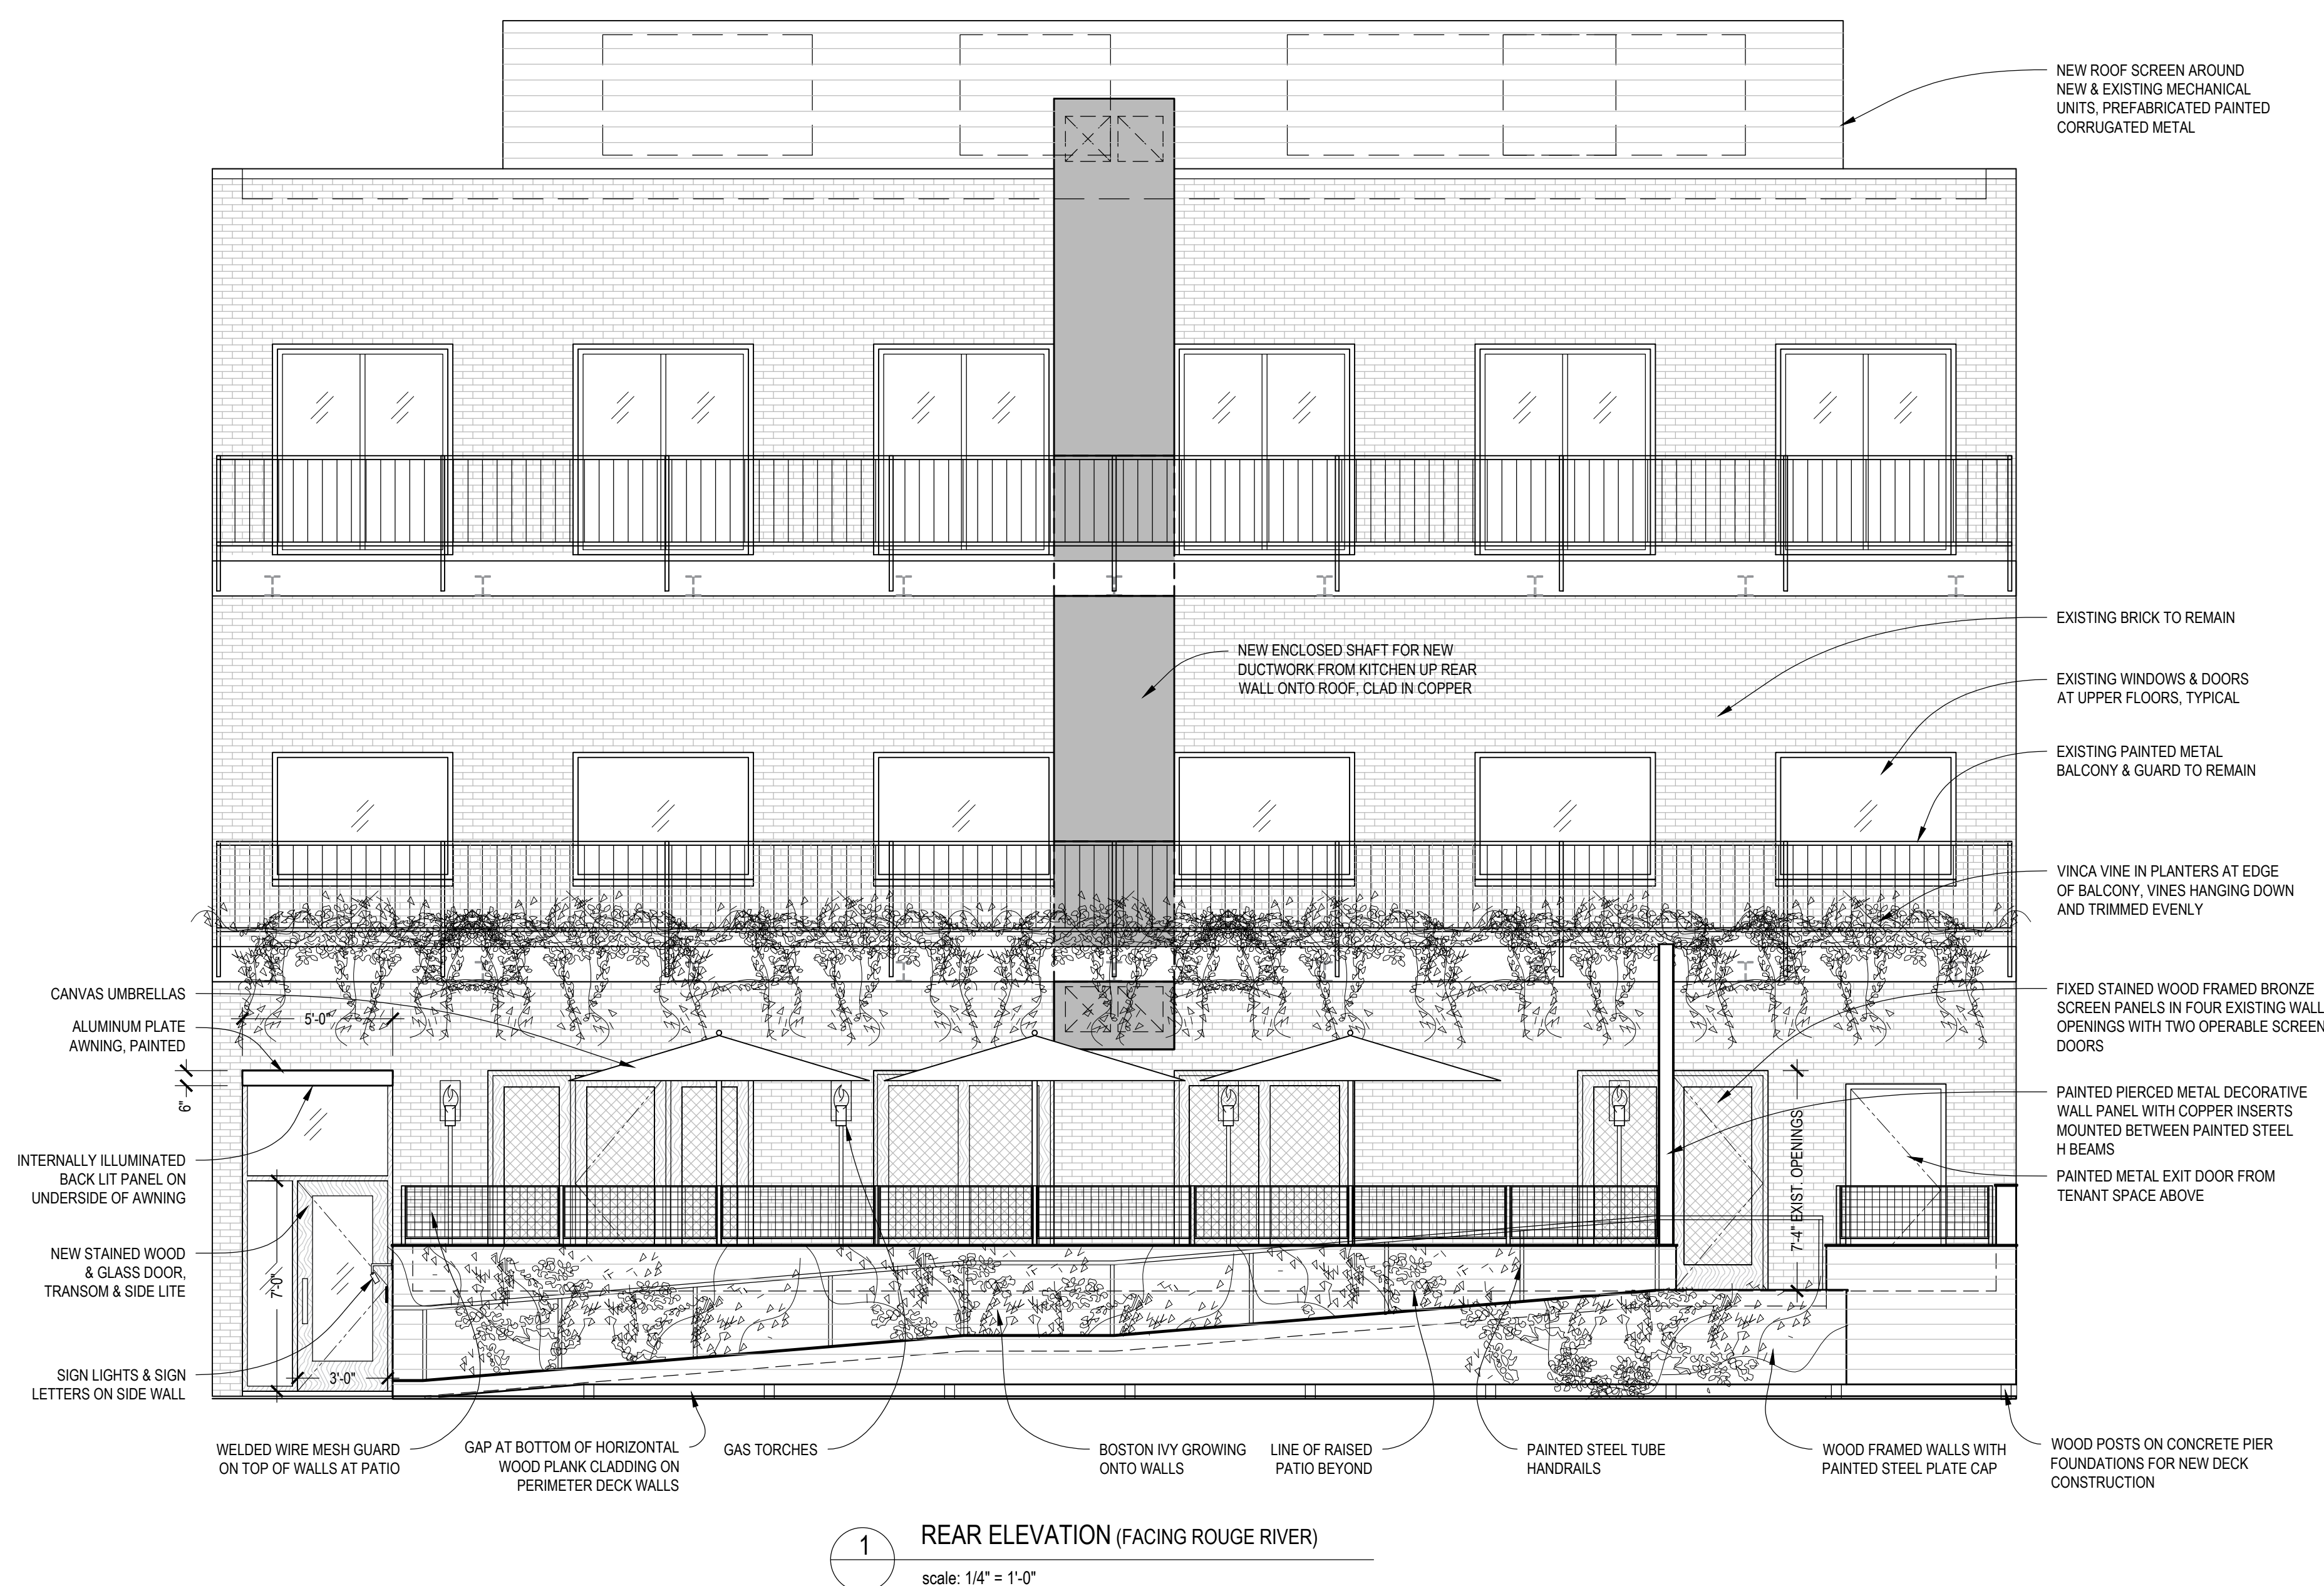 NEW ROOF SCREEN AROUND
NEW & EXISTING MECHANICAL
UNITS, PREFABRICATED PAINTED
CORRUGATED METAL
EXISTING BRICK TO REMAIN
NEW ENCLOSED SHAFT FOR NEW
DUCTWORK FROM KITCHEN UP REAR
WALL ONTO ROOF, CLAD IN COPPER
EXISTING WINDOWS & DOORS
AT UPPER FLOORS, TYPICAL
EXISTING PAINTED METAL
BALCONY & GUARD TO REMAIN
VINCA VINE IN PLANTERS AT EDGE
OF BALCONY, VINES HANGING DOWN
AND TRIMMED EVENLY
CANVAS UMBRELLAS
ALUMINUM PLATE
AWNING, PAINTED
5'-0"
6"
INTERNALLY ILLUMINATED
BACK LIT PANEL ON
UNDERSIDE OF AWNING
NEW STAINED WOOD
& GLASS DOOR,
TRANSOM & SIDE LITE
7'-0"
3'-0"
SIGN LIGHTS & SIGN
LETTERS ON SIDE WALL
FIXED STAINED WOOD FRAMED BRONZE
SCREEN PANELS IN FOUR EXISTING WALL
OPENINGS WITH TWO OPERABLE SCREEN
DOORS
PAINTED PIERCED METAL DECORATIVE
WALL PANEL WITH COPPER INSERTS
MOUNTED BETWEEN PAINTED STEEL
H BEAMS
PAINTED METAL EXIT DOOR FROM
TENANT SPACE ABOVE
7'-4" EXIST. OPENINGS
WELDED WIRE MESH GUARD
ON TOP OF WALLS AT PATIO
GAP AT BOTTOM OF HORIZONTAL
WOOD PLANK CLADDING ON
PERIMETER DECK WALLS
GAS TORCHES
BOSTON IVY GROWING
ONTO WALLS
LINE OF RAISED
PATIO BEYOND
PAINTED STEEL TUBE
HANDRAILS
WOOD FRAMED WALLS WITH
PAINTED STEEL PLATE CAP
WOOD POSTS ON CONCRETE PIER
FOUNDATIONS FOR NEW DECK
CONSTRUCTION
1
REAR ELEVATION (FACING ROUGE RIVER)
scale: 1/4" = 1'-0"